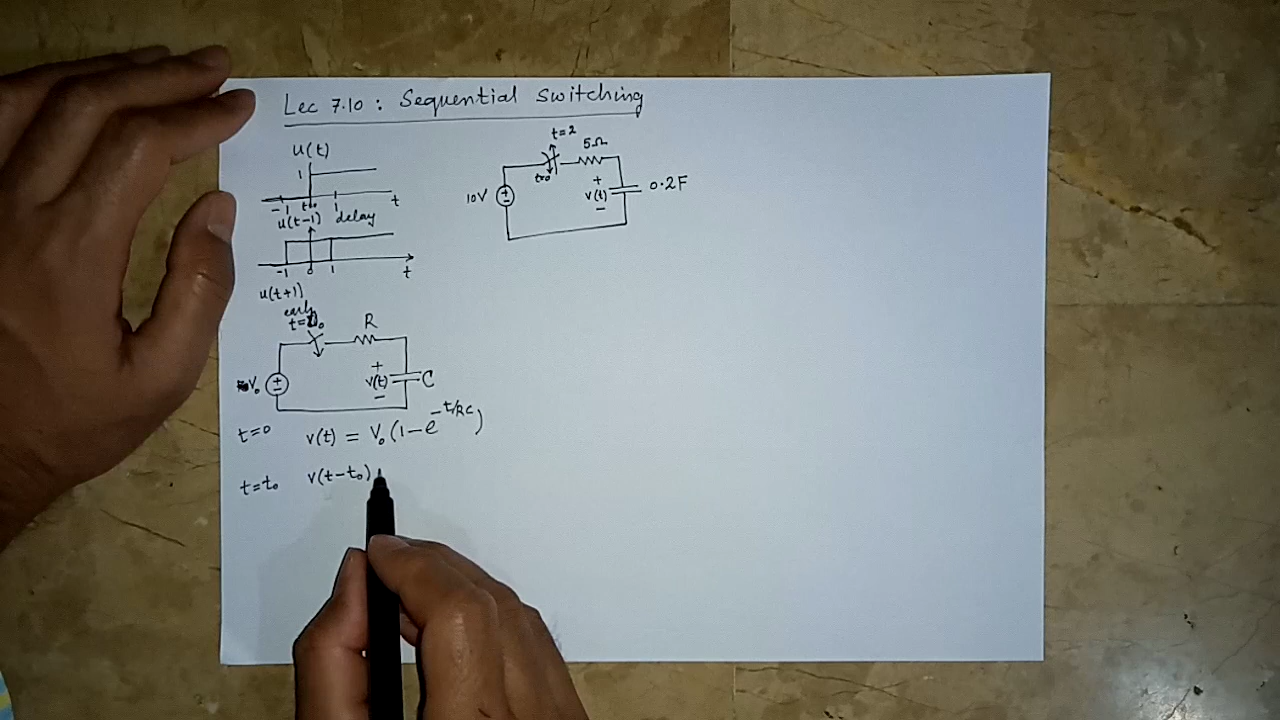 Lec 7.10 : Sequential Switching
u(t)
1
-1 t=0 1 t
u(t-1) delay
-1 0 1 t
u(t+1)
early
R
V₀ + v(t) - C
t=0 v(t) = V₀ (1-e^-t/RC)
t=t₀ v(t-t₀)
t=2 5Ω
t=0
10V + v(t) - 0.2F